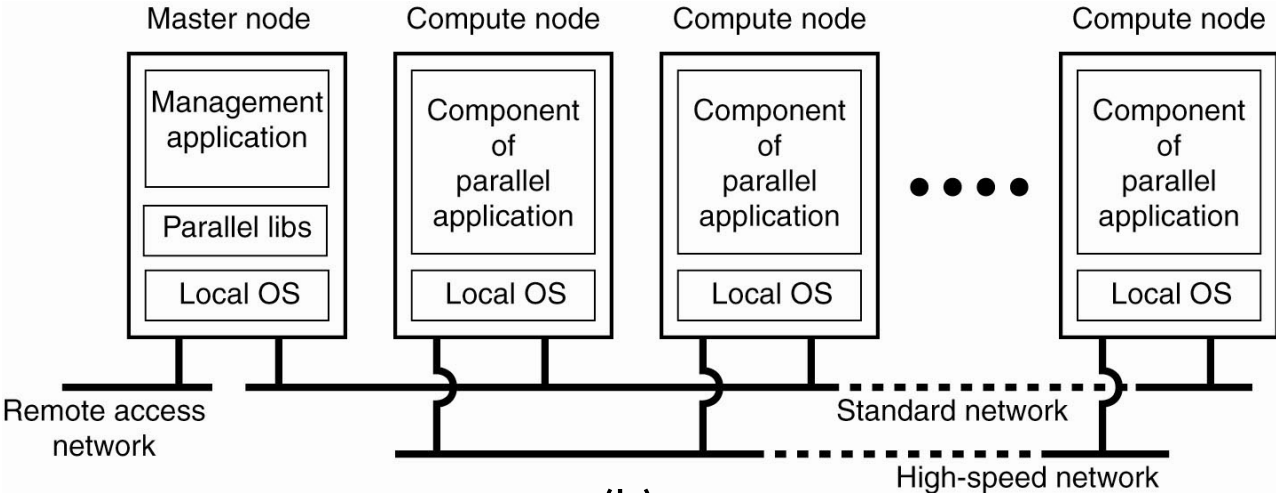 Master node
Compute node
Compute node
Compute node
Management
application
Parallel libs
Local OS
Component
of
parallel
application
Local OS
Component
of
parallel
application
Local OS
Component
of
parallel
application
Local OS
Remote access
network
Standard network
High-speed network